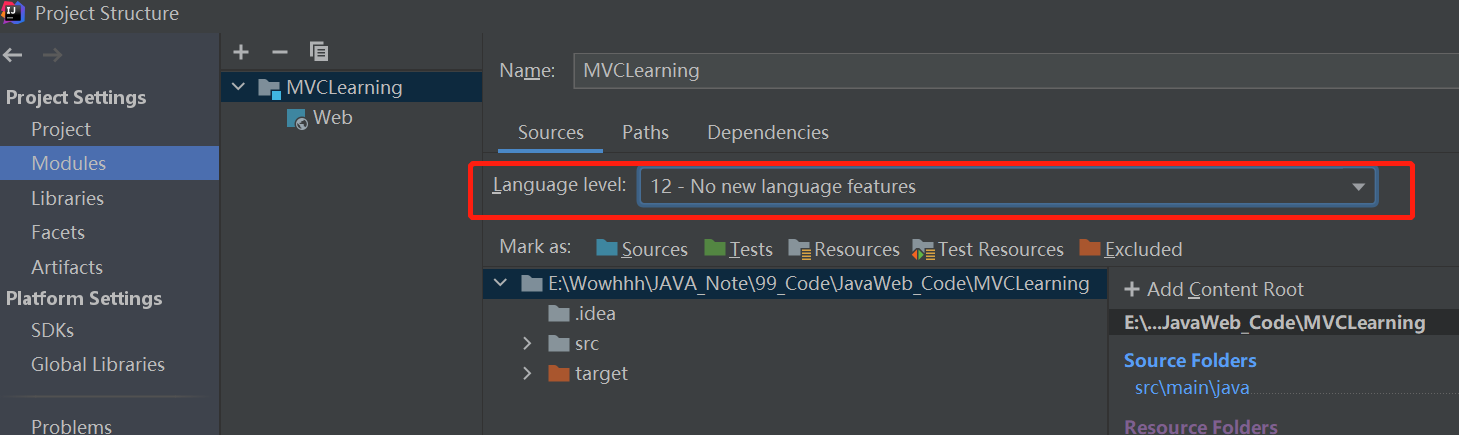 Project Structure
Project Settings
Project
Modules
Libraries
Facets
Artifacts
Platform Settings
SDKs
Global Libraries
Problems
MVCLearning
Web
Name: MVCLearning
Sources Paths Dependencies
Language level: 12 - No new language features
Mark as: Sources Tests Resources Test Resources Excluded
E:\Wowhhh\JAVA_Note\99_Code\JavaWeb_Code\MVCLearning
.idea
src
target
+ Add Content Root
E:\...JavaWeb_Code\MVCLearning
Source Folders
src\main\java
Resource Folders